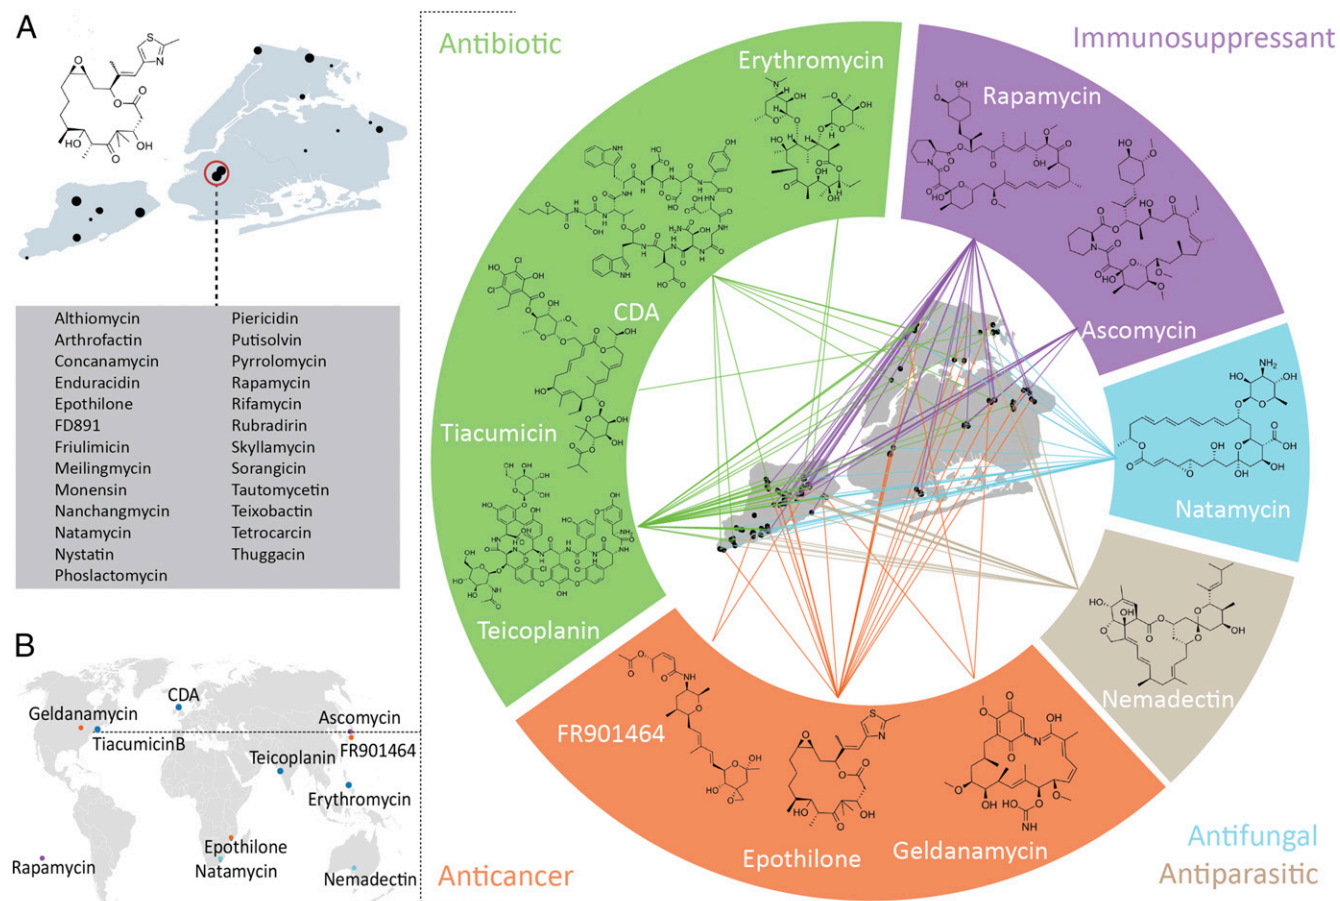 A
Althiomycin
Arthrofactin
Concanamycin
Enduracidin
Epothilone
FD891
Friulimicin
Meilingmycin
Monensin
Nanchangmycin
Natamycin
Nystatin
Phoslactomycin
Piericidin
Putisolvin
Pyrrolomycin
Rapamycin
Rifamycin
Rubradirin
Skyllamycin
Sorangicin
Tautomycetin
Teixobactin
Tetrocarcin
Thuggacin
B
CDA
Geldanamycin
TiacumicinB
Ascomycin
FR901464
Teicoplanin
Erythromycin
Epothilone
Natamycin
Rapamycin
Nemadectin
Antibiotic
Erythromycin
CDA
Tiacumicin
Teicoplanin
Immunosuppressant
Rapamycin
Ascomycin
Natamycin
Nemadectin
FR901464
Epothilone
Geldanamycin
Anticancer
Antifungal
Antiparasitic